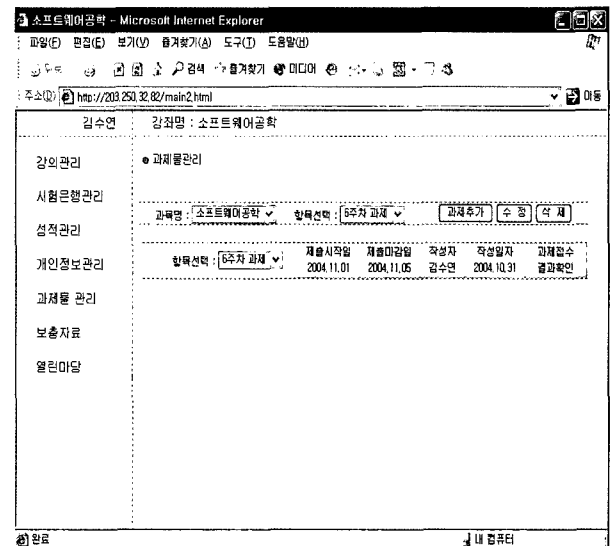 소프트웨어공학 - Microsoft Internet Explorer
파일(F) 편집(E) 보기(V) 즐겨찾기(A) 도구(T) 도움말(H)
뒤로 검색 즐겨찾기 미디어
주소(D) http://203.250.32.82/main2.html 이동
김수연 강좌명 : 소프트웨어공학
강의관리
과제물관리
시험은행관리
과목명 : 소프트웨어공학 항목선택 : 6주차 과제 과제추가 수 정 삭 제
성적관리
항목선택 : 6주차 과제 제출시작일 제출마감일 작성자 작성일자 과제접수
2004.11.01 2004.11.05 김수연 2004.10.31 결과확인
개인정보관리
과제물 관리
보충자료
열린마당
완료 내 컴퓨터